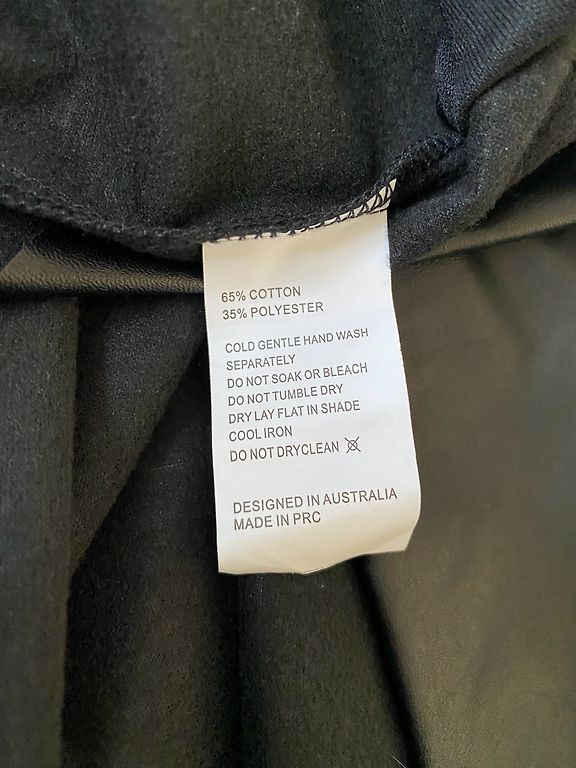 65% COTTON
35% POLYESTER
COLD GENTLE HAND WASH
SEPARATELY
DO NOT SOAK OR BLEACH
DO NOT TUMBLE DRY
DRY LAY FLAT IN SHADE
COOL IRON
DO NOT DRYCLEAN
DESIGNED IN AUSTRALIA
MADE IN PRC